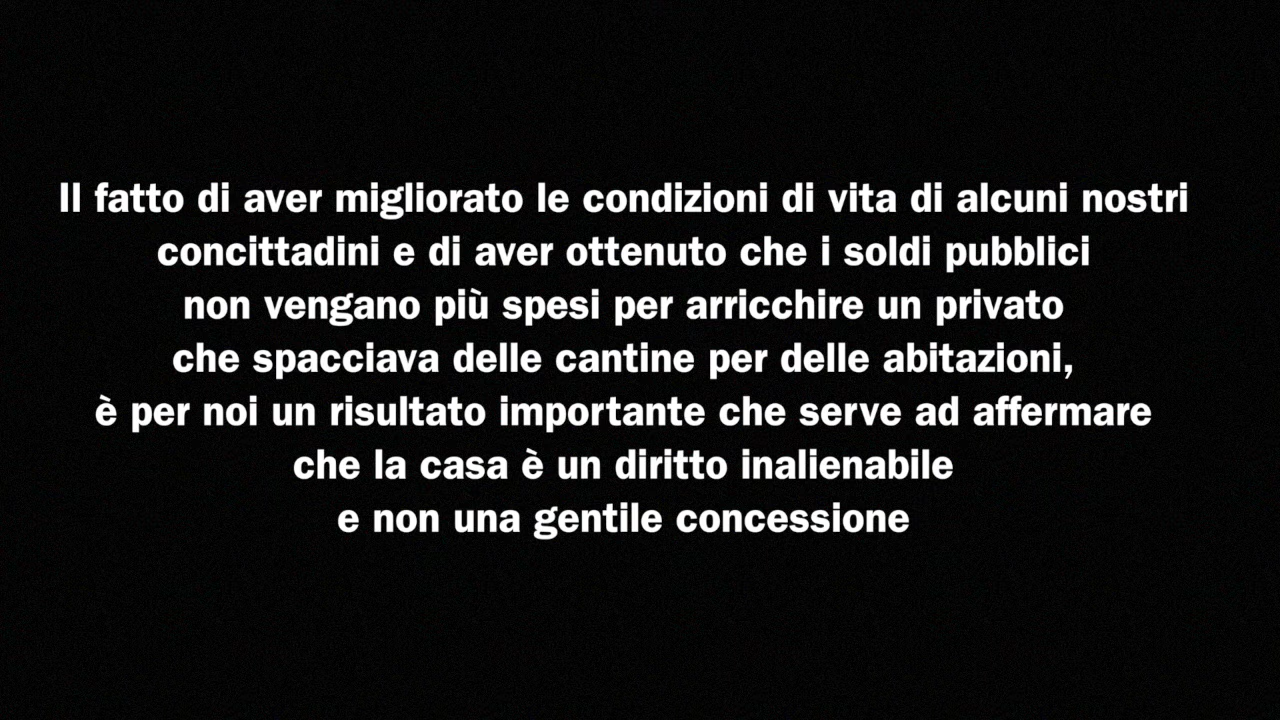 Il fatto di aver migliorato le condizioni di vita di alcuni nostri
concittadini e di aver ottenuto che i soldi pubblici
non vengano più spesi per arricchire un privato
che spacciava delle cantine per delle abitazioni,
è per noi un risultato importante che serve ad affermare
che la casa è un diritto inalienabile
e non una gentile concessione